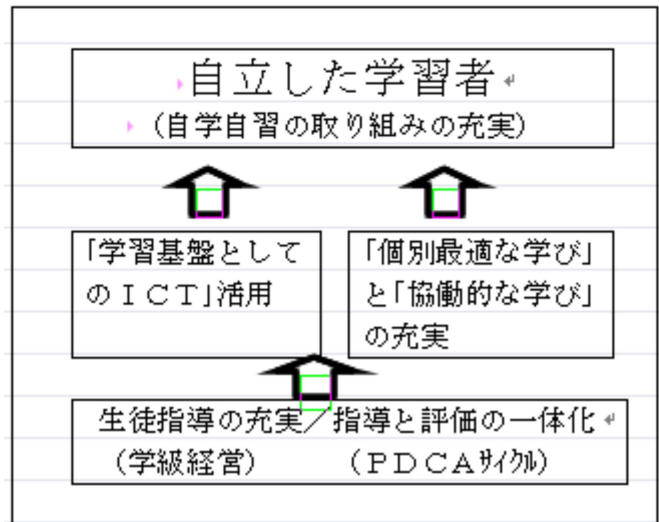 自立した学習者
(自学自習の取り組みの充実)
「学習基盤として
のＩＣＴ」活用
「個別最適な学び」
と「協働的な学び」
の充実
生徒指導の充実／指導と評価の一体化
(学級経営) (ＰＤＣＡｻｲｸﾙ)